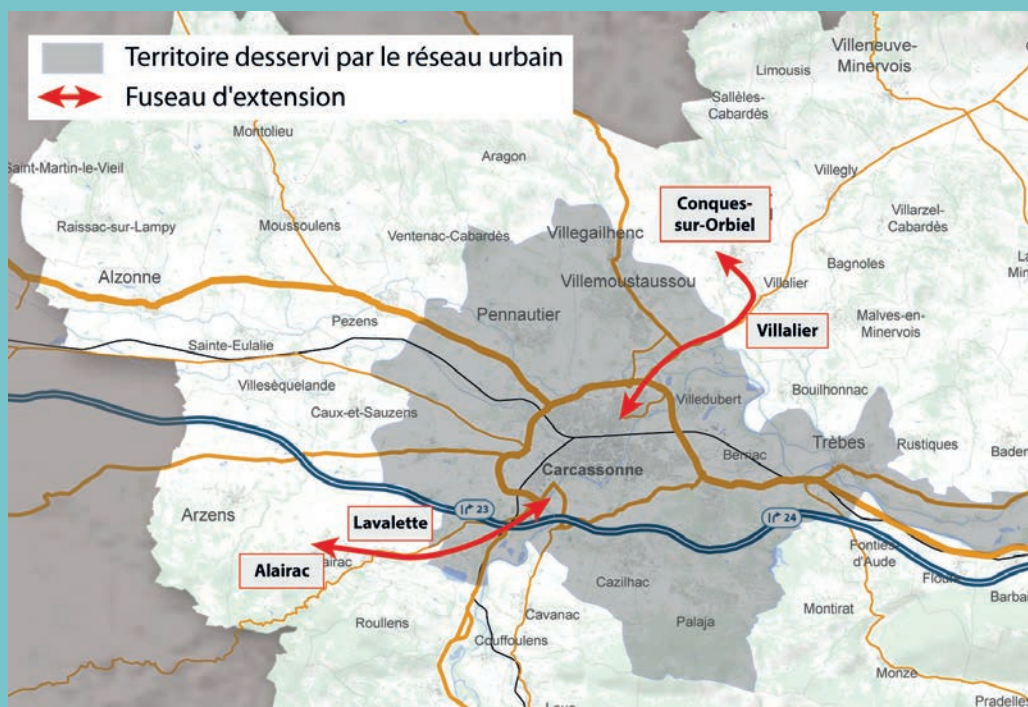 Territoire desservi par le réseau urbain
Fuseau d'extension
Villeneuve-
Minervois
Limousis
Sallèles-
Cabardès
Montolieu
Aragon
Saint-Martin-le-Vieil
Villegly
Conques-
sur-Orbiel
Raissac-sur-Lampy
Moussoulens
Ventenac-Cabardès
Villegailhenc
Villarzel-
Cabardès
Alzonne
Villemoustaussou
Villalier
Bagnoles
Pennautier
Pezens
Villalier
Malves-en-
Minervois
Sainte-Eulalie
Villesèquelande
Caux-et-Sauzens
Villedubert
Bouilhonnac
Trèbes
Rustiques
Berriac
Carcassonne
Arzens
Lavalette
23
24
Alairac
Fontiès-
d'Aude
Cazilhac
Montirat
Roullens
Cavanac
Palaja
Couffoulens
Monze
Pradelles